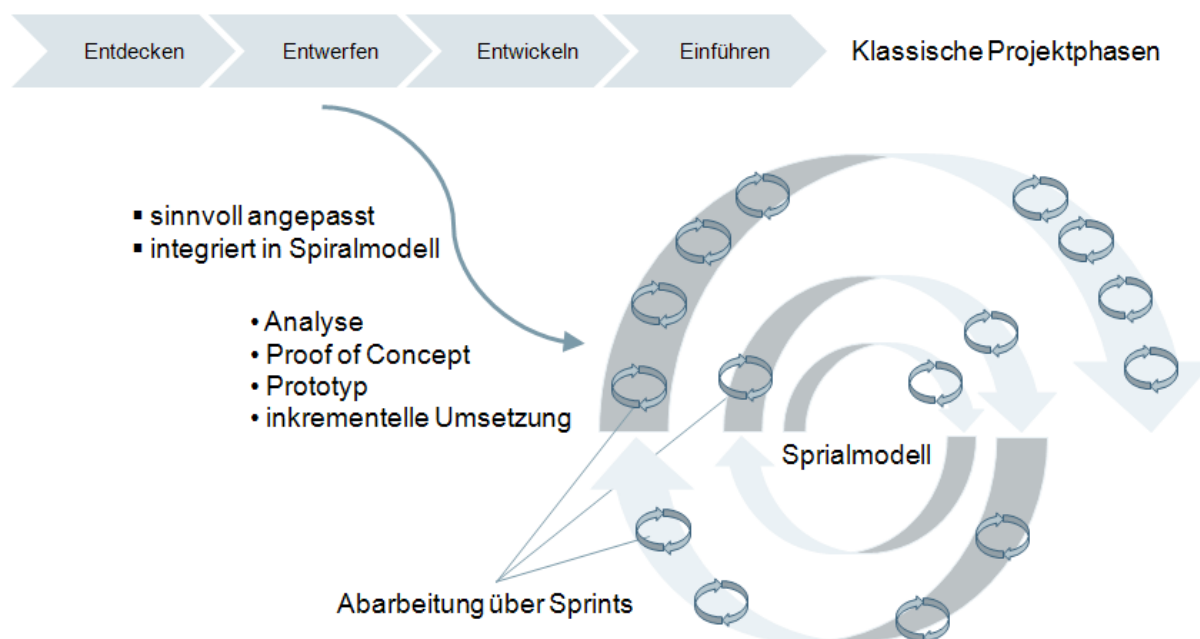 Entdecken
Entwerfen
Entwickeln
Einführen
Klassische Projektphasen
▪ sinnvoll angepasst
▪ integriert in Spiralmodell
• Analyse
• Proof of Concept
• Prototyp
• inkrementelle Umsetzung
Sprialmodell
Abarbeitung über Sprints